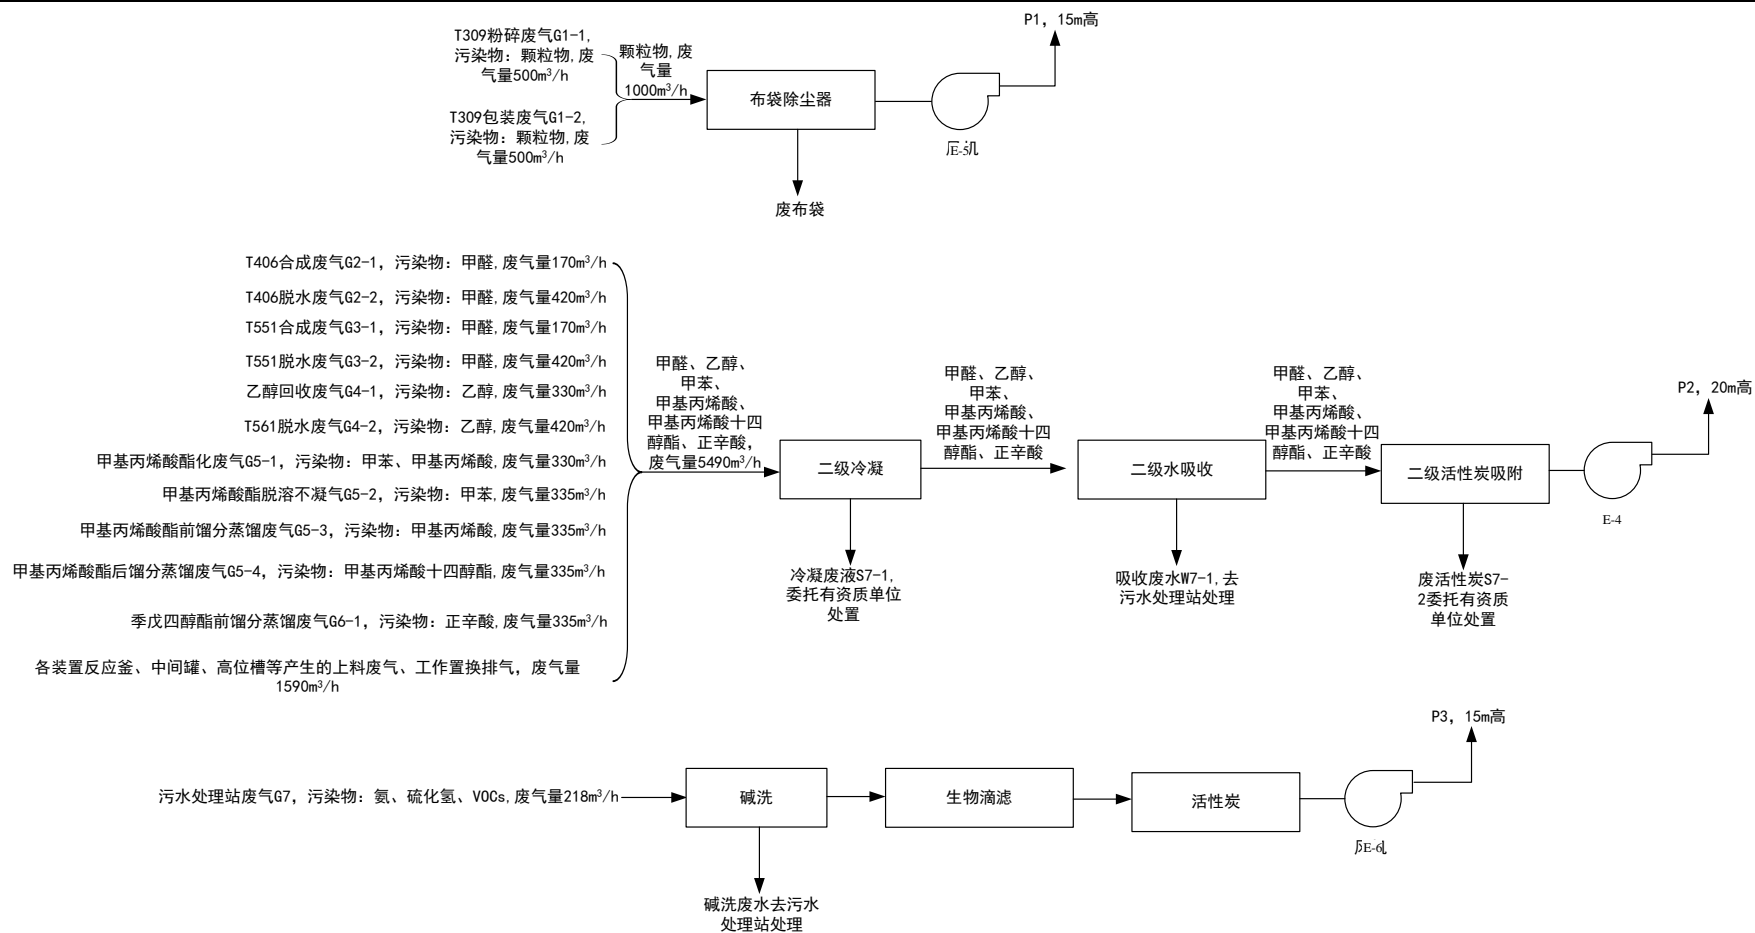 P1，15m高
T309粉碎废气G1-1,
污染物：颗粒物,废
气量500m³/h
颗粒物,废
气量
1000m³/h
布袋除尘器
T309包装废气G1-2,
污染物：颗粒物,废
气量500m³/h
E-5
废布袋
T406合成废气G2-1，污染物：甲醛,废气量170m³/h
T406脱水废气G2-2，污染物：甲醛,废气量420m³/h
T551合成废气G3-1，污染物：甲醛,废气量170m³/h
T551脱水废气G3-2，污染物：甲醛,废气量420m³/h
乙醇回收废气G4-1，污染物：乙醇,废气量330m³/h
T561脱水废气G4-2，污染物：乙醇,废气量420m³/h
甲基丙烯酸酯化废气G5-1，污染物：甲苯、甲基丙烯酸,废气量330m³/h
甲基丙烯酸酯脱溶不凝气G5-2，污染物：甲苯,废气量335m³/h
甲基丙烯酸酯前馏分蒸馏废气G5-3，污染物：甲基丙烯酸,废气量335m³/h
甲基丙烯酸酯后馏分蒸馏废气G5-4，污染物：甲基丙烯酸十四醇酯,废气量335m³/h
季戊四醇酯前馏分蒸馏废气G6-1，污染物：正辛酸,废气量335m³/h
各装置反应釜、中间罐、高位槽等产生的上料废气、工作置换排气，废气量
1590m³/h
甲醛、乙醇、
甲苯、
甲基丙烯酸、
甲基丙烯酸十四
醇酯、正辛酸，
废气量5490m³/h
二级冷凝
冷凝废液S7-1,
委托有资质单位
处置
甲醛、乙醇、
甲苯、
甲基丙烯酸、
甲基丙烯酸十四
醇酯、正辛酸
二级水吸收
吸收废水W7-1,去
污水处理站处理
甲醛、乙醇、
甲苯、
甲基丙烯酸、
甲基丙烯酸十四
醇酯、正辛酸
二级活性炭吸附
废活性炭S7-
2委托有资质
单位处置
E-4
P2，20m高
污水处理站废气G7，污染物：氨、硫化氢、VOCs,废气量218m³/h
碱洗
生物滴滤
活性炭
E-6
P3，15m高
碱洗废水去污水
处理站处理